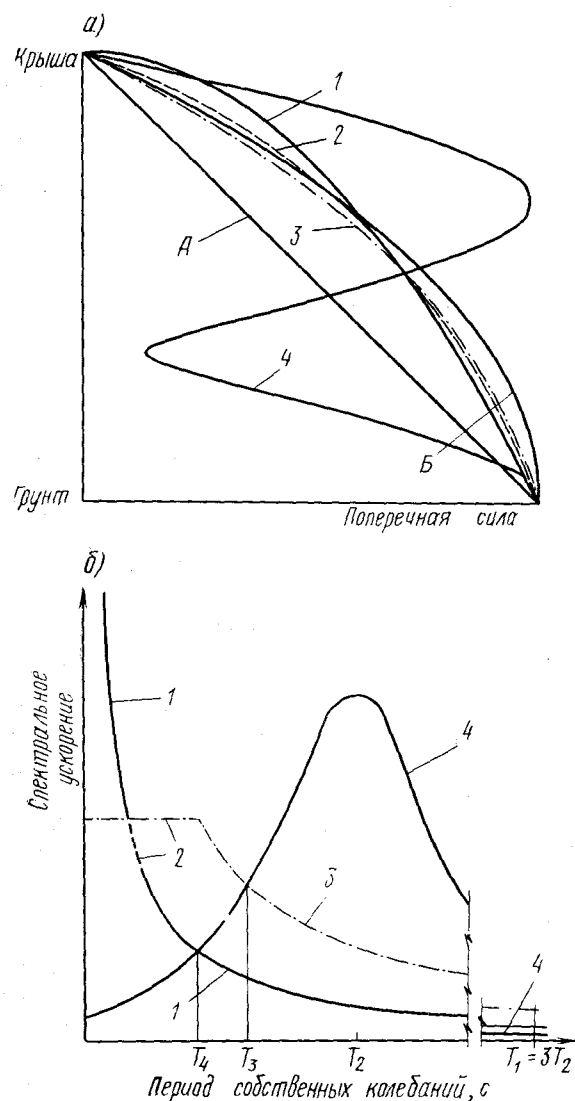 а)
Крыша
1
2
А
3
4
Б
Грунт
Поперечная сила
б)
Спектральное
ускорение
1
4
2
3
1
4
T4 T3 T2 T1 = 3T2
Период собственных колебаний, с